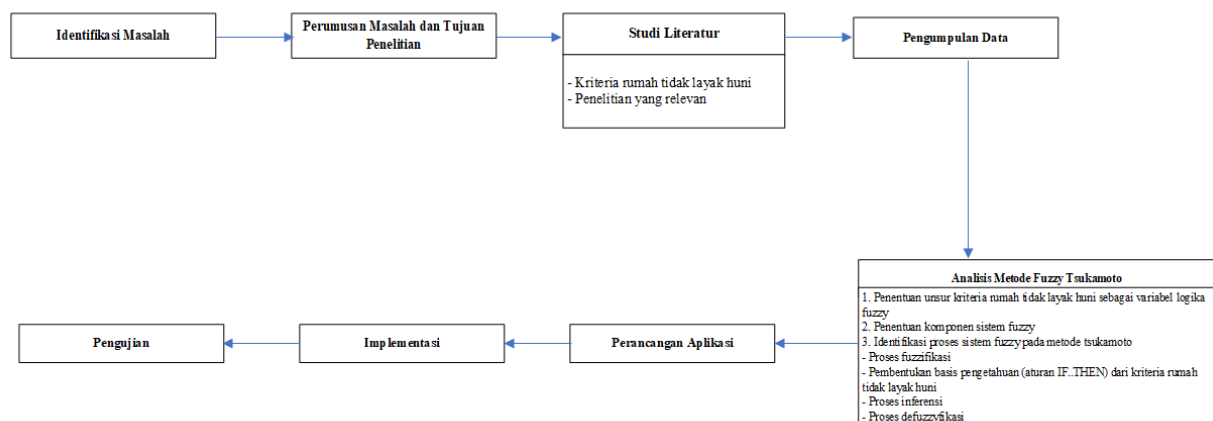 Identifikasi Masalah
Perumusan Masalah dan Tujuan
Penelitian
Studi Literatur
- Kriteria rumah tidak layak huni
- Penelitian yang relevan
Pengumpulan Data
Analisis Metode Fuzzy Tsukamoto
1. Penentuan unsur kriteria rumah tidak layak huni sebagai variabel logika
fuzzy
2. Penentuan komponen sistem fuzzy
3. Identifikasi proses sistem fuzzy pada metode tsukamoto
- Proses fuzzifikasi
- Pembentukan basis pengetahuan (aturan IF..THEN) dari kriteria rumah
tidak layak huni
- Proses inferensi
- Proses defuzzyfikasi
Perancangan Aplikasi
Implementasi
Pengujian